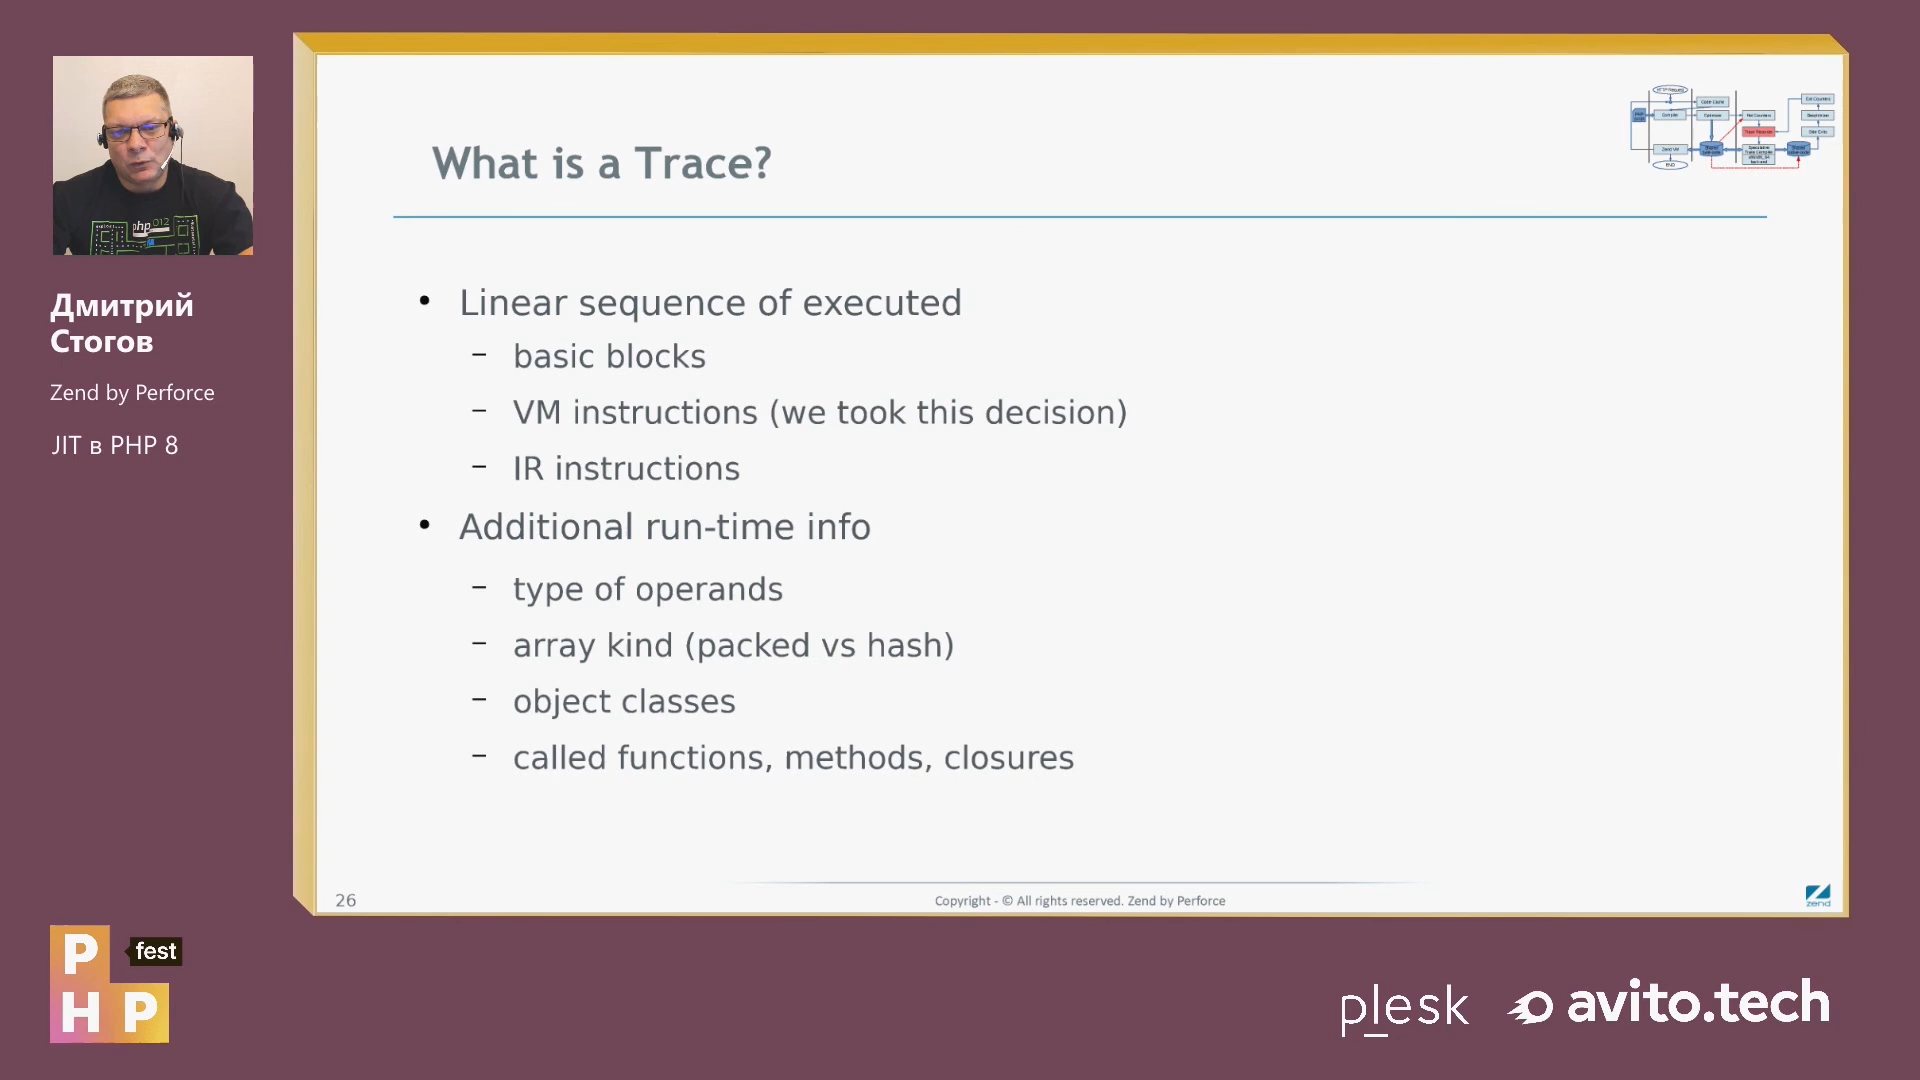 Дмитрий
Стогов
Zend by Perforce
JIT в PHP 8
What is a Trace?
• Linear sequence of executed
– basic blocks
– VM instructions (we took this decision)
– IR instructions
• Additional run-time info
– type of operands
– array kind (packed vs hash)
– object classes
– called functions, methods, closures
26
Copyright - © All rights reserved. Zend by Perforce
zend
P fest
HP
plesk avito.tech